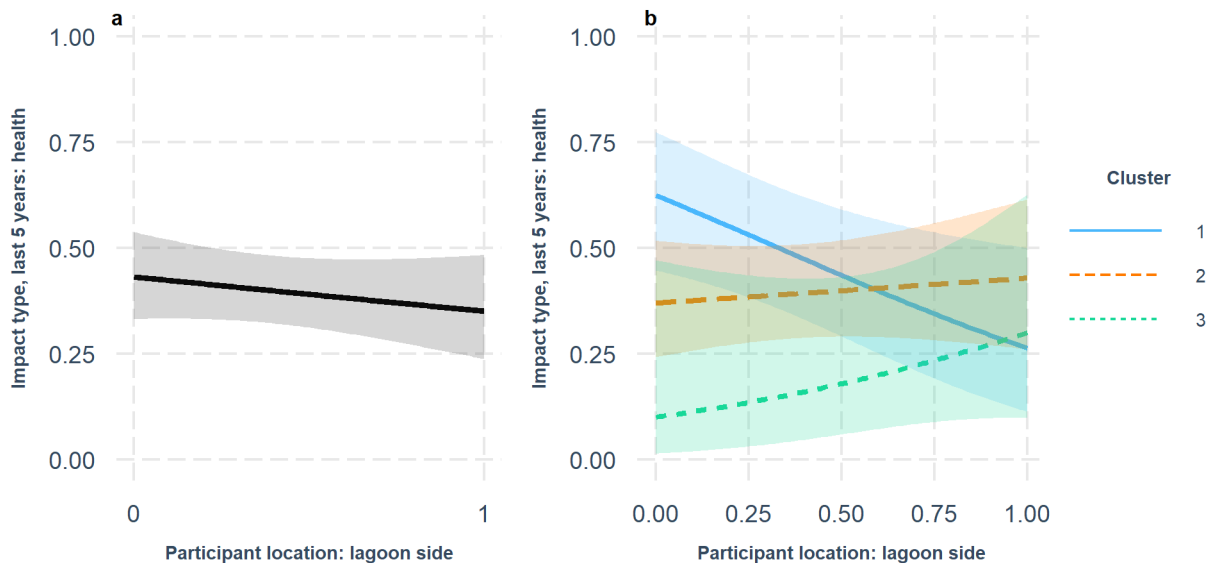 a
Impact type, last 5 years: health
1.00
0.75
0.50
0.25
0.00
0
1
Participant location: lagoon side
b
Impact type, last 5 years: health
1.00
0.75
0.50
0.25
0.00
0.00
0.25
0.50
0.75
1.00
Participant location: lagoon side
Cluster
1
2
3